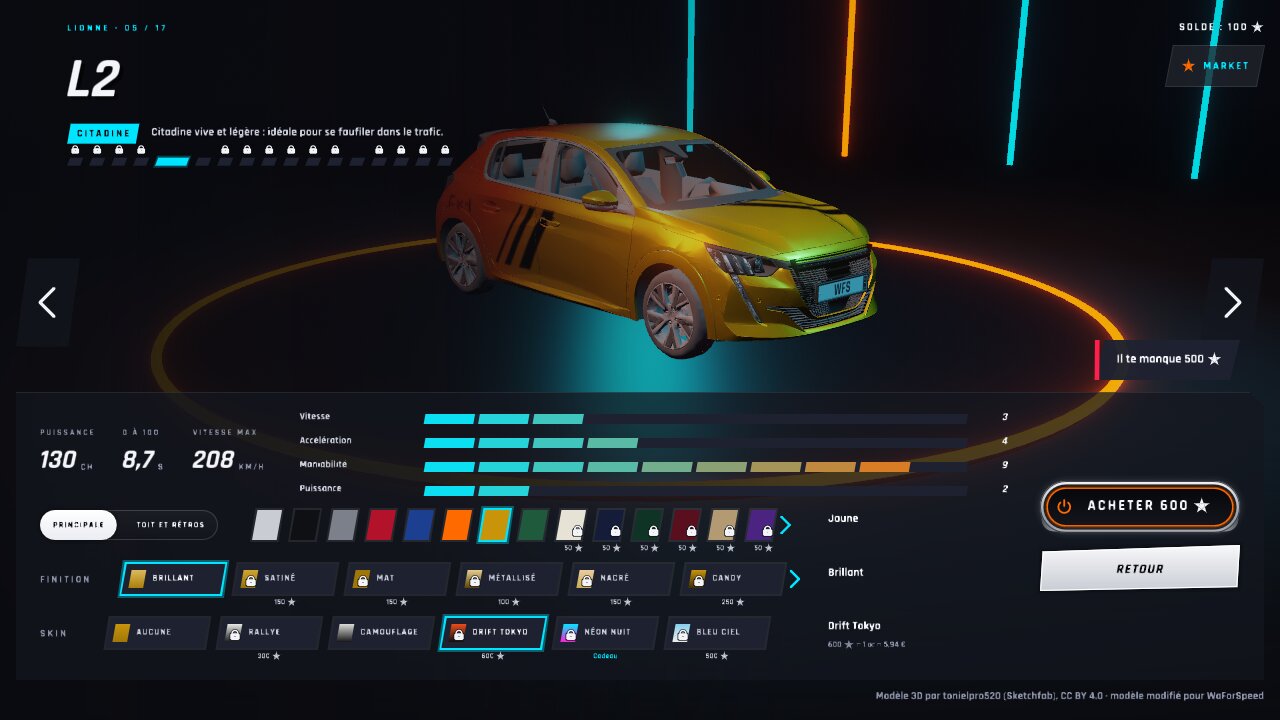 LIONNE · 05 / 17
SOLDE : 100 ★
★ MARKET
L2
CITADINE
Citadine vive et légère : idéale pour se faufiler dans le trafic.
WFS
Il te manque 500 ★
PUISSANCE
130 CH
0 À 100
8,7 S
VITESSE MAX
208 KM/H
Vitesse 3
Accélération 4
Maniabilité 9
Puissance 2
PRINCIPALE
TOIT ET RÉTROS
50 ★ 50 ★ 50 ★ 50 ★ 50 ★ 50 ★
Jaune
ACHETER 600 ★
RETOUR
FINITION
BRILLANT
SATINÉ
MAT
MÉTALLISÉ
NACRÉ
CANDY
150 ★ 150 ★ 100 ★ 150 ★ 250 ★
Brillant
SKIN
AUCUNE
RALLYE
CAMOUFLAGE
DRIFT TOKYO
NÉON NUIT
BLEU CIEL
300 ★ 600 ★ Cadeau 500 ★
Drift Tokyo
600 ★
5,94 €
Modèle 3D par tonielpro520 (Sketchfab), CC BY 4.0 · modèle modifié pour WaForSpeed